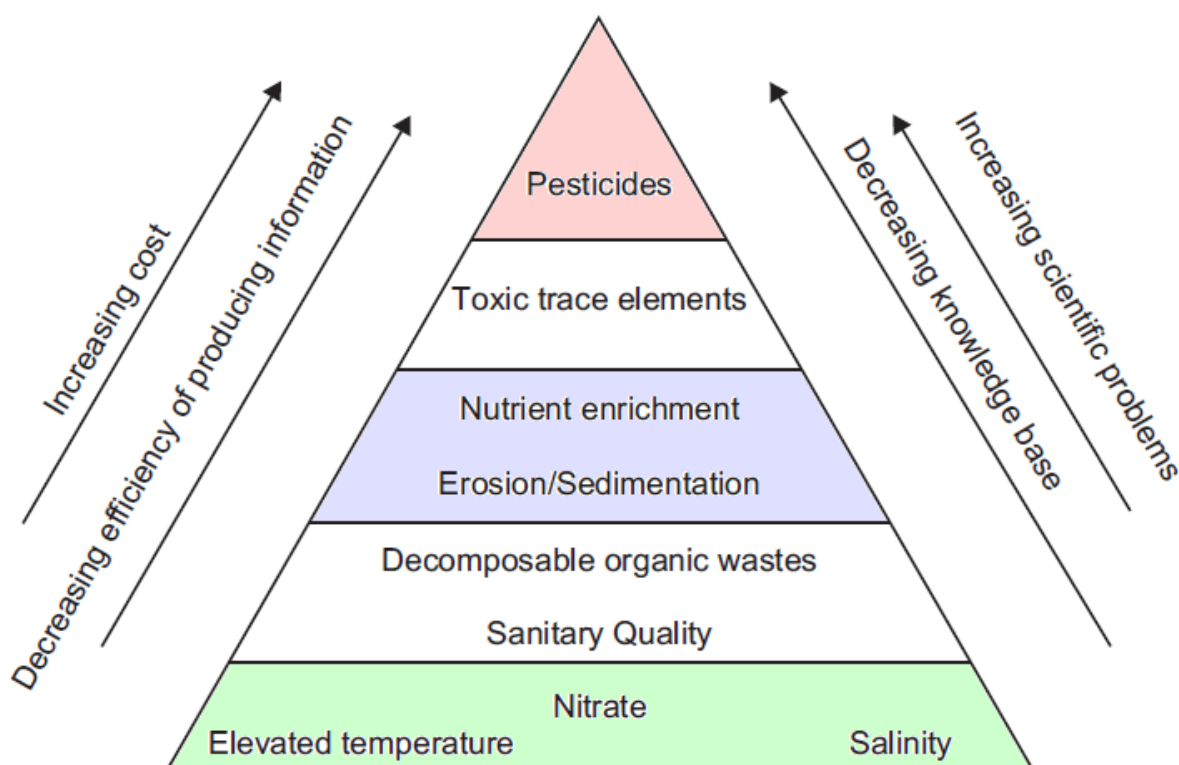 Increasing cost
Decreasing efficiency of producing information
Pesticides
Toxic trace elements
Nutrient enrichment
Erosion/Sedimentation
Decomposable organic wastes
Sanitary Quality
Nitrate
Elevated temperature
Salinity
Decreasing knowledge base
Increasing scientific problems